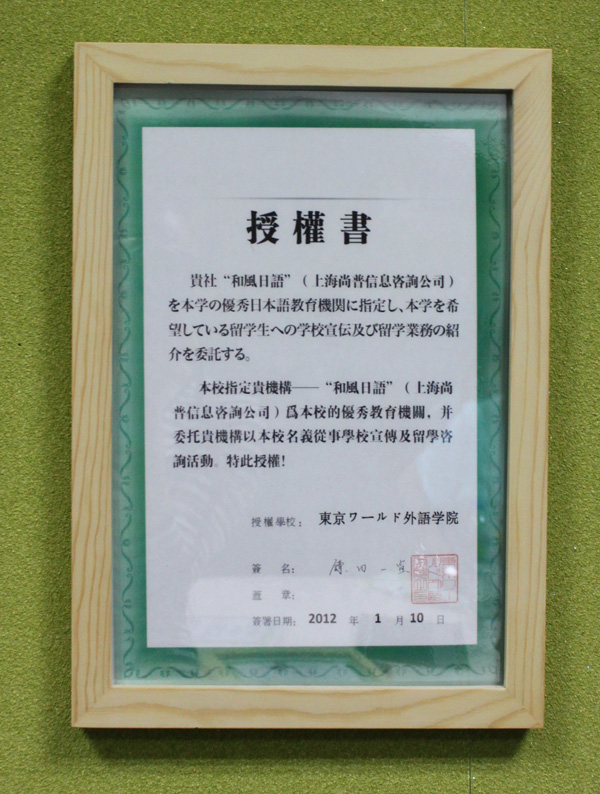 授權書
貴社“和風日語”（上海尚普信息咨詢公司）
を本学の優秀日本語教育機関に指定し、本学を希
望している留学生への学校宣伝及び留学業務の紹
介を委託する。
本校指定貴機構——“和風日語”（上海尚
普信息咨詢公司）爲本校的優秀教育機關，并
委托貴機構以本校名義從事學校宣傳及留學咨
詢活動。特此授權！
授權學校： 東京ワールド外語学院
簽 名：
蓋 章：
簽署日期： 2012 年 1 月 10 日